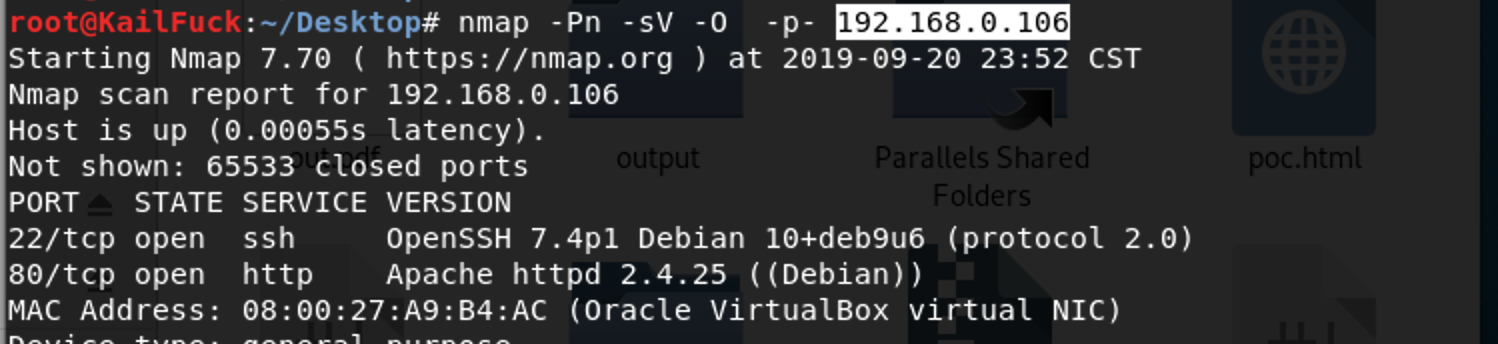 root@KailFuck:~/Desktop# nmap -Pn -sV -O  -p- 192.168.0.106
Starting Nmap 7.70 ( https://nmap.org ) at 2019-09-20 23:52 CST
Nmap scan report for 192.168.0.106
Host is up (0.00055s latency).
Not shown: 65533 closed ports
PORT   STATE SERVICE VERSION
22/tcp open  ssh     OpenSSH 7.4p1 Debian 10+deb9u6 (protocol 2.0)
80/tcp open  http    Apache httpd 2.4.25 ((Debian))
MAC Address: 08:00:27:A9:B4:AC (Oracle VirtualBox virtual NIC)
Device type: general purpose
output
Parallels Shared
Folders
poc.html